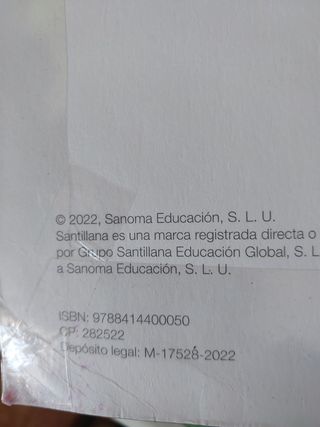 © 2022, Sanoma Educación, S. L. U.
Santillana es una marca registrada directa o
por Grupo Santillana Educación Global, S. L.
a Sanoma Educación, S. L. U.
ISBN: 9788414400050
CP: 282522
Depósito legal: M-17528-2022